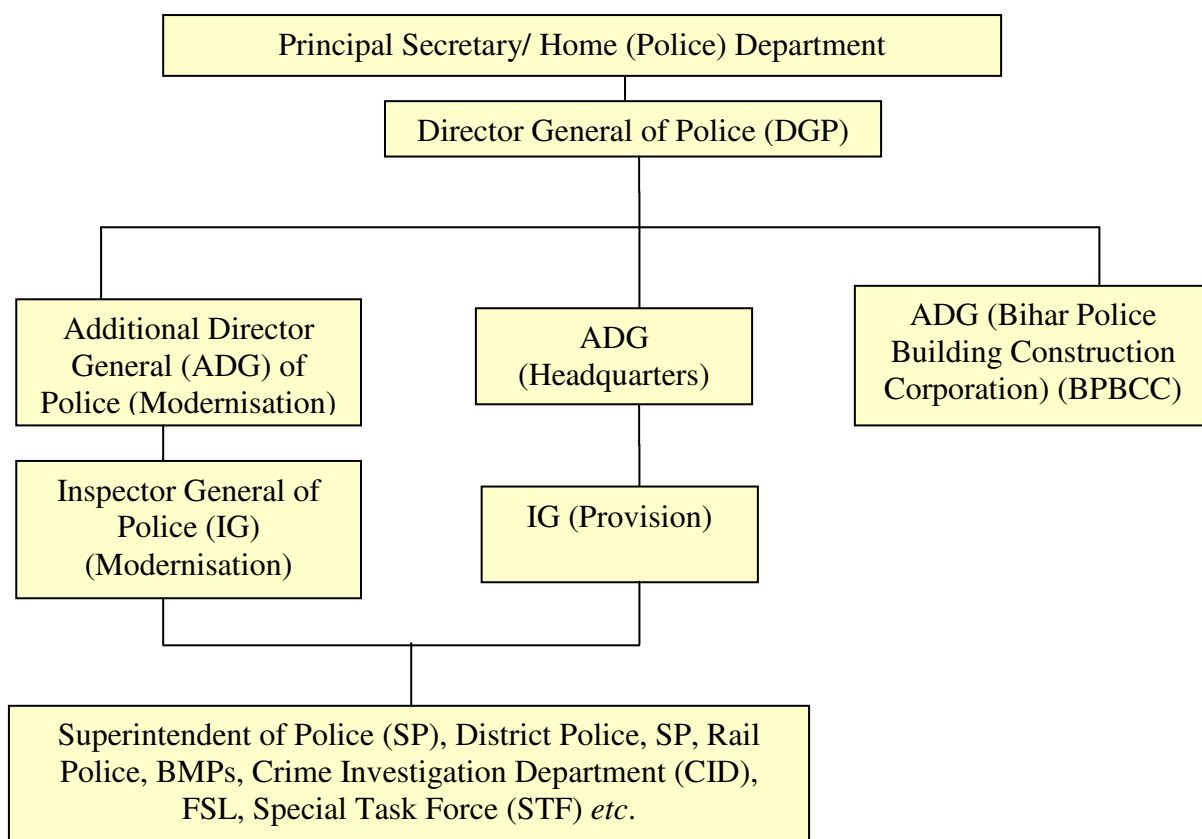 Principal Secretary/ Home (Police) Department
Director General of Police (DGP)
Additional Director
General (ADG) of
Police (Modernisation)
ADG
(Headquarters)
ADG (Bihar Police
Building Construction
Corporation) (BPBCC)
Inspector General of
Police (IG)
(Modernisation)
IG (Provision)
Superintendent of Police (SP), District Police, SP, Rail
Police, BMPs, Crime Investigation Department (CID),
FSL, Special Task Force (STF) etc.